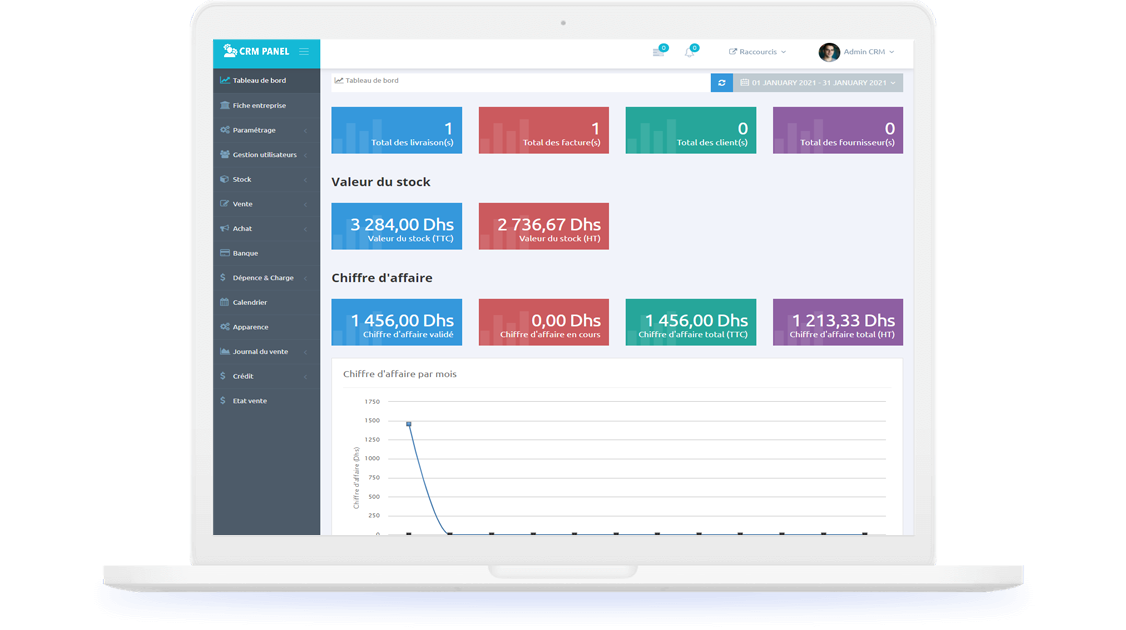 CRM PANEL
0
0
Raccourcis
Admin CRM
Tableau de bord
Fiche entreprise
Paramétrage
Gestion utilisateurs
Stock
Vente
Achat
Banque
Dépence & Charge
Calendrier
Apparence
Journal du vente
Crédit
Etat vente
Tableau de bord
01 JANUARY 2021 - 31 JANUARY 2021
1
Total des livraison(s)
1
Total des facture(s)
0
Total des client(s)
0
Total des fournisseur(s)
Valeur du stock
3 284,00 Dhs
Valeur du stock (TTC)
2 736,67 Dhs
Valeur du stock (HT)
Chiffre d'affaire
1 456,00 Dhs
Chiffre d'affaire validé
0,00 Dhs
Chiffre d'affaire en cours
1 456,00 Dhs
Chiffre d'affaire total (TTC)
1 213,33 Dhs
Chiffre d'affaire total (HT)
Chiffre d'affaire par mois
Chiffre d'affaire (Dhs)
1750
1500
1250
1000
750
500
250
0